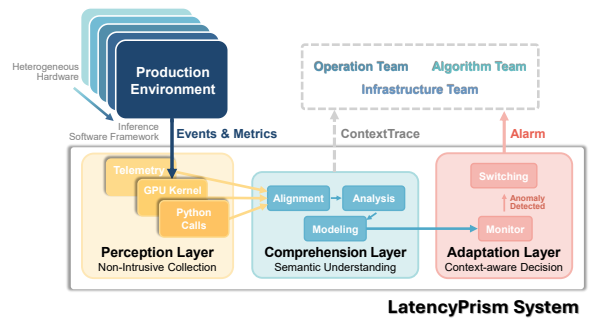 Heterogeneous
Hardware
Production
Environment
Inference
Software Framework
Events & Metrics
Operation Team
Algorithm Team
Infrastructure Team
ContextTrace
Alarm
Telemetry
GPU Kernel
Python
Calls
Perception Layer
Non-Intrusive Collection
Alignment
Analysis
Modeling
Comprehension Layer
Semantic Understanding
Switching
Anomaly
Detected
Monitor
Adaptation Layer
Context-aware Decision
LatencyPrism System